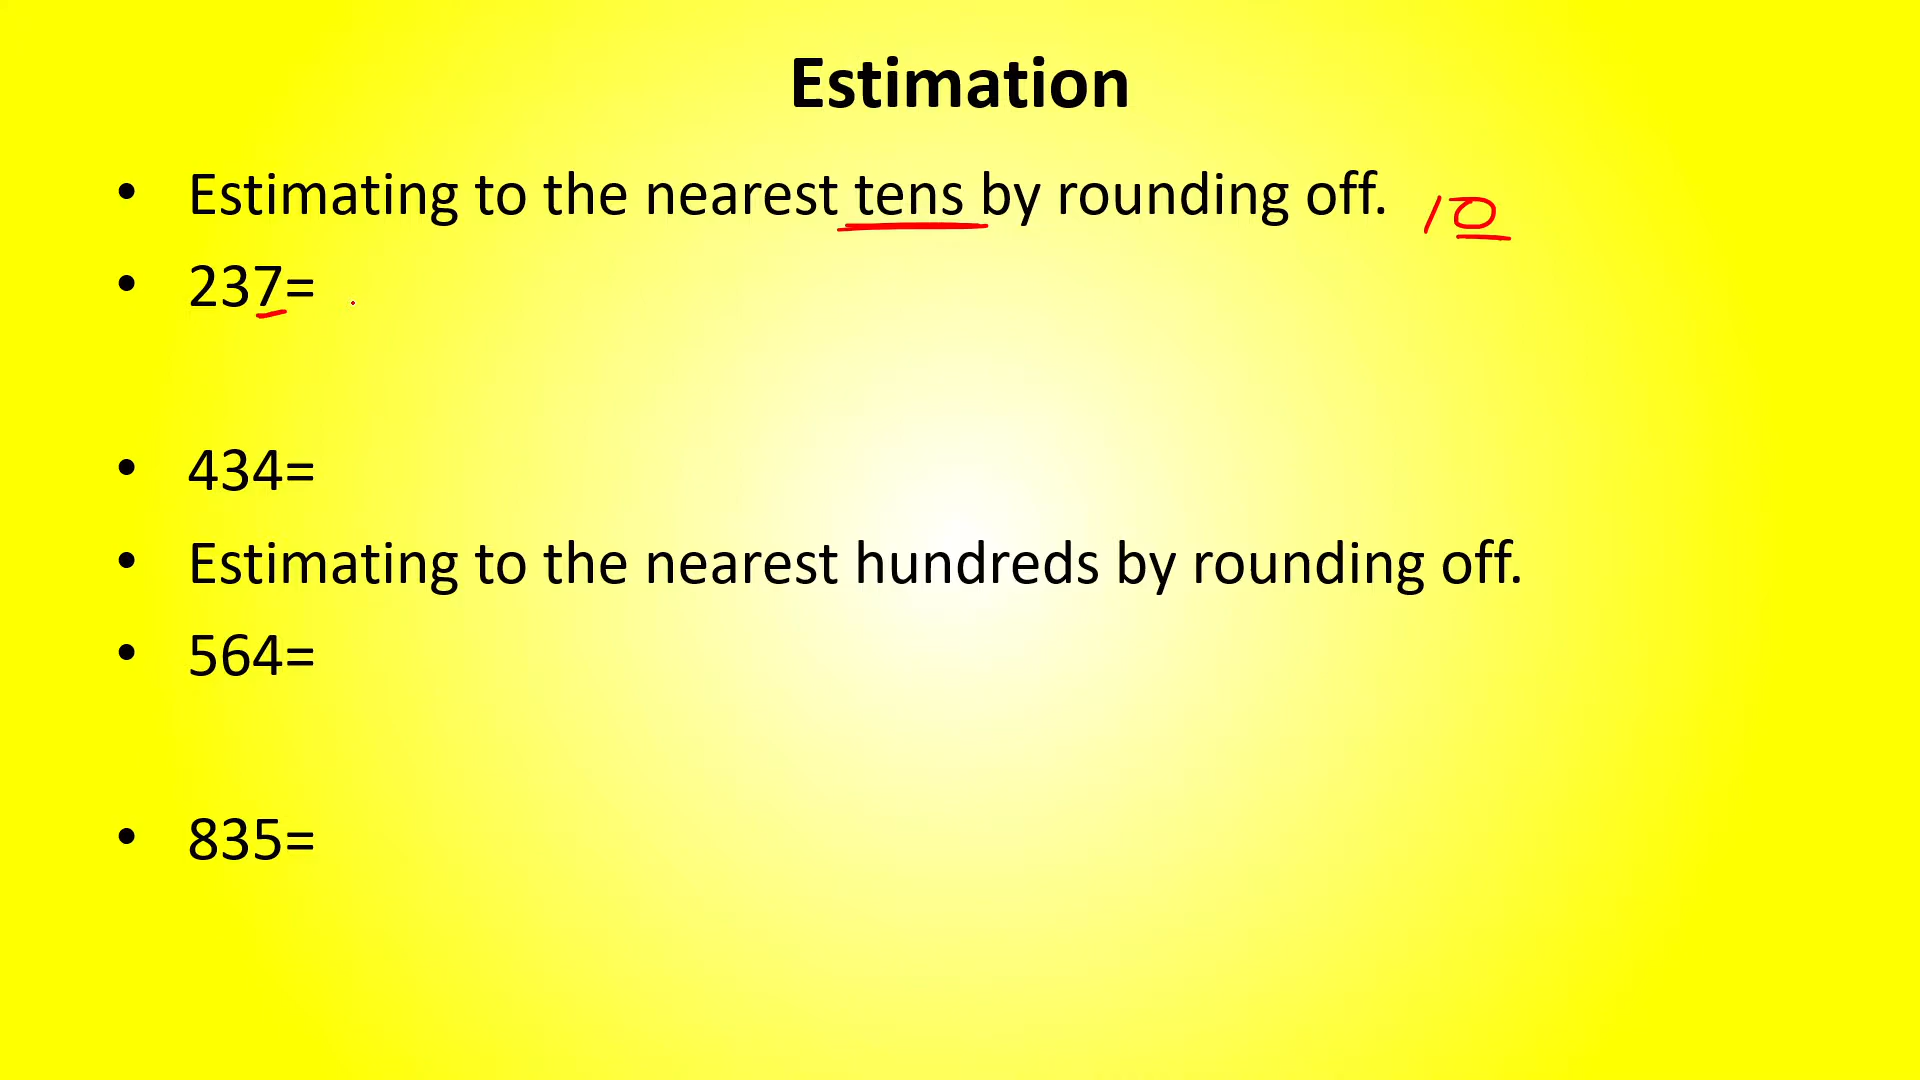 Estimation
• Estimating to the nearest tens by rounding off. 10
• 237=
• 434=
• Estimating to the nearest hundreds by rounding off.
• 564=
• 835=